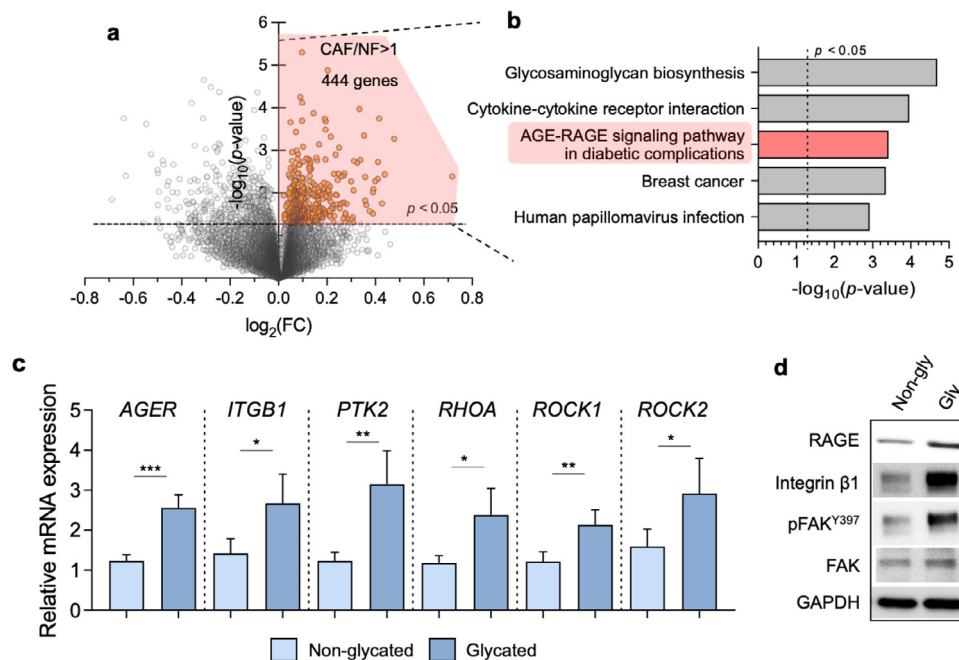 a
CAF/NF>1
444 genes
-log10(p-value)
6
5
4
3
2
p < 0.05
-0.8
-0.6
-0.4
-0.2
0.0
0.2
0.4
0.6
0.8
log2(FC)
b
p < 0.05
Glycosaminoglycan biosynthesis
Cytokine-cytokine receptor interaction
AGE-RAGE signaling pathway
in diabetic complications
Breast cancer
Human papillomavirus infection
0 1 2 3 4 5
-log10(p-value)
c
Relative mRNA expression
5
4
3
2
1
0
AGER ITGB1 PTK2 RHOA ROCK1 ROCK2
*** * ** * ** *
Non-glycated Glycated
d
Non-gly Gly
RAGE
Integrin β1
pFAKY397
FAK
GAPDH